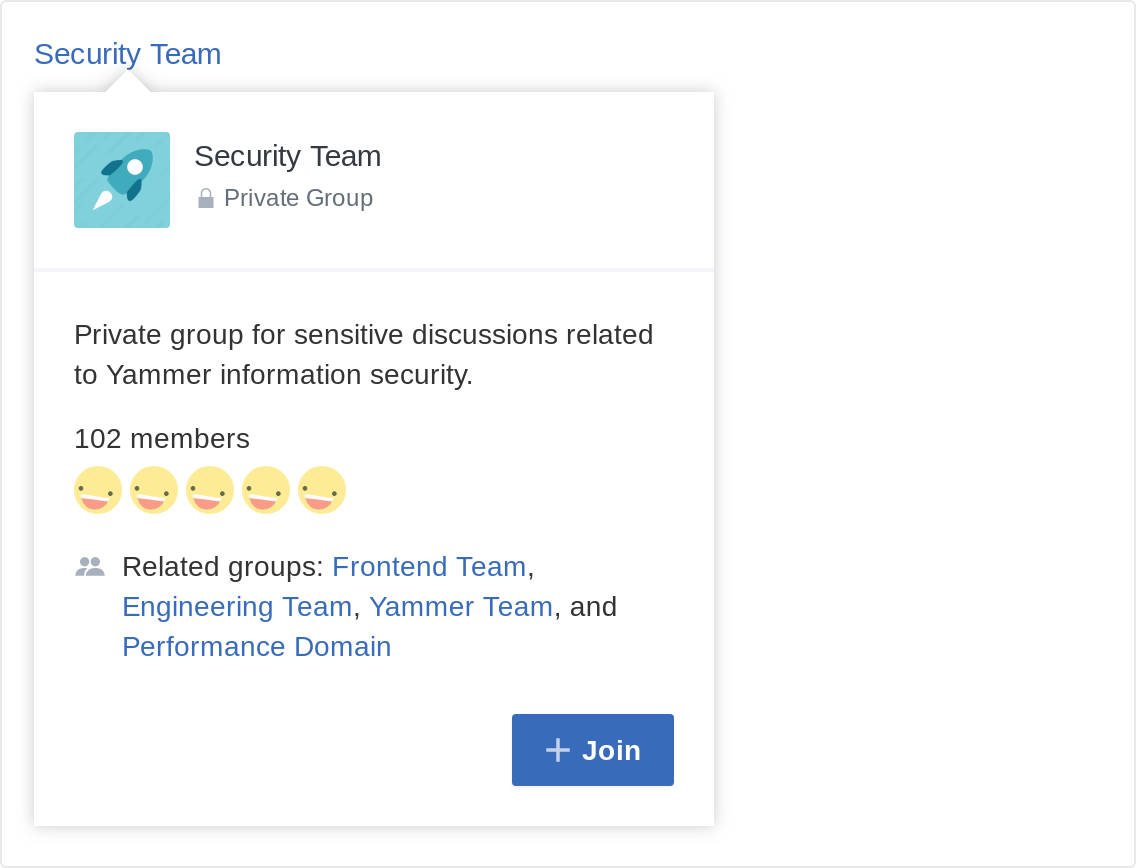 Security Team
Security Team
Private Group
Private group for sensitive discussions related
to Yammer information security.
102 members
Related groups: Frontend Team,
Engineering Team, Yammer Team, and
Performance Domain
Join